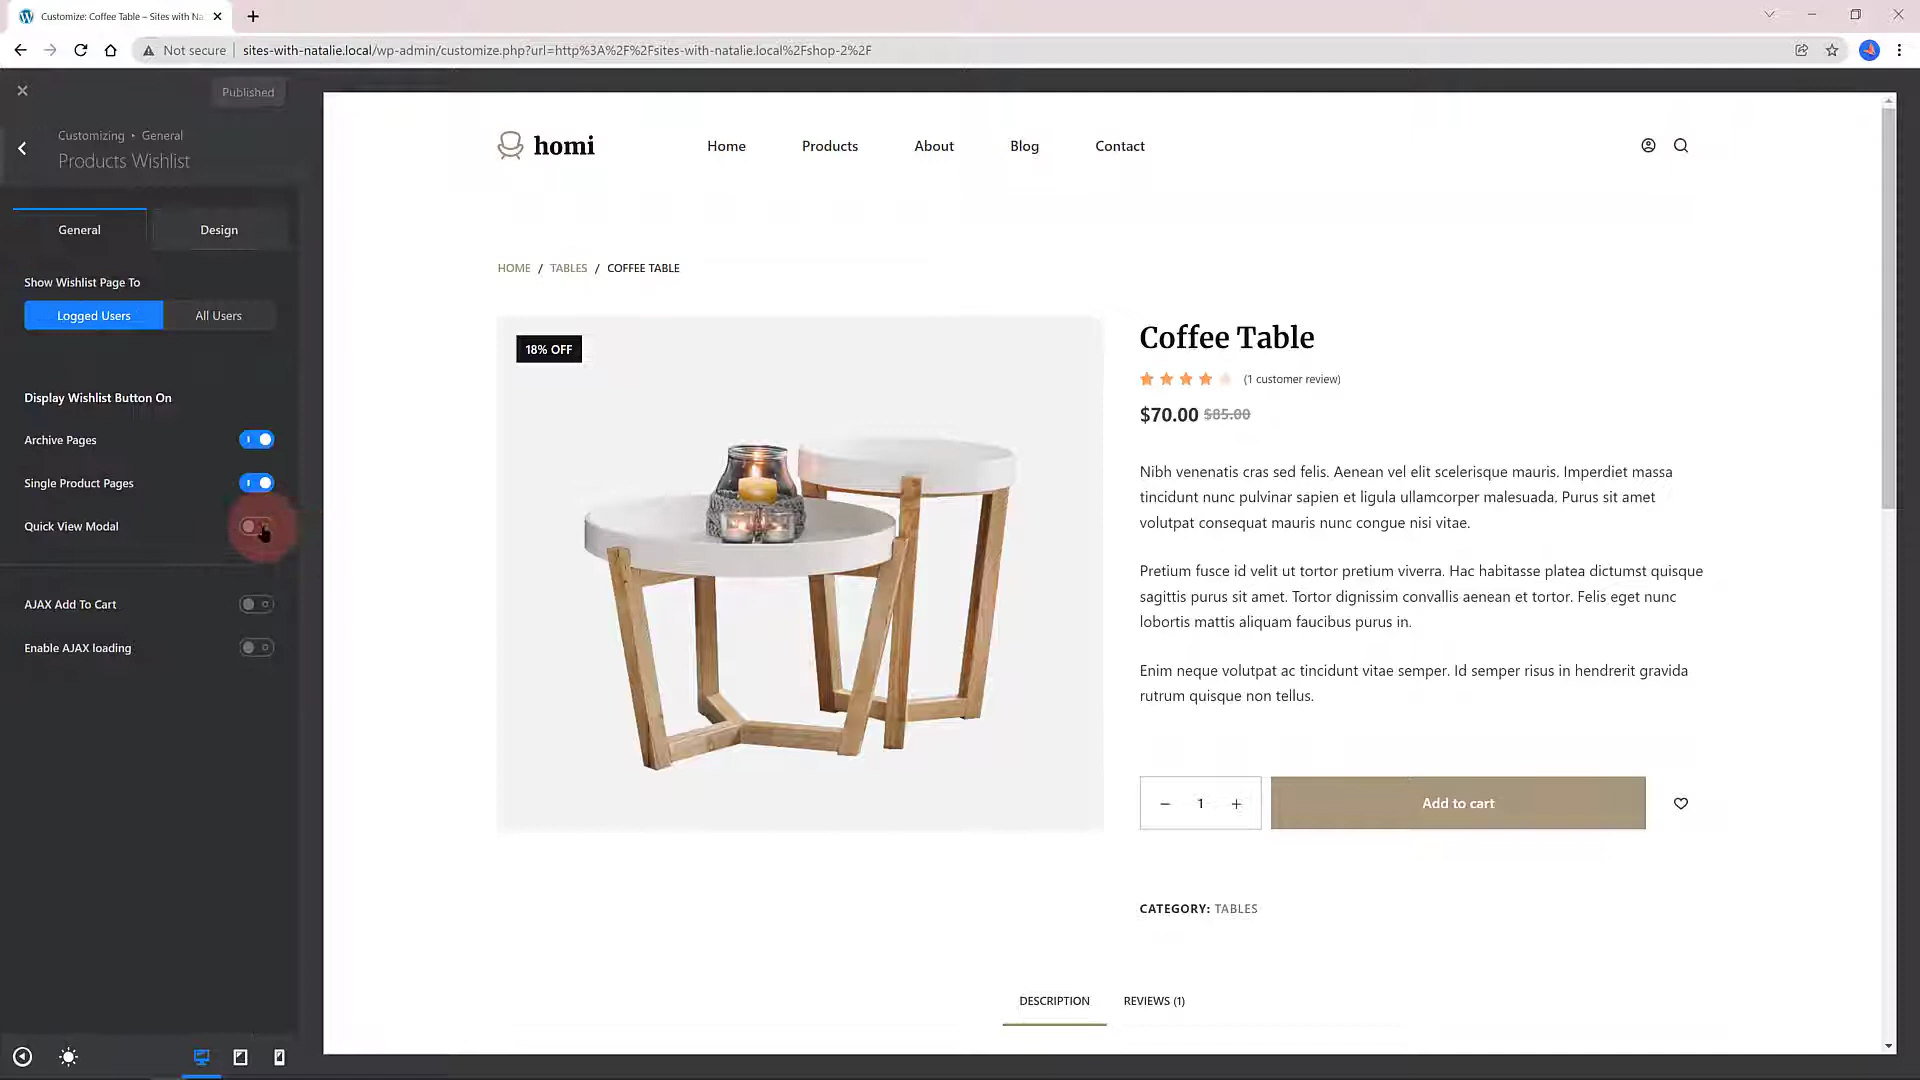 Customize: Coffee Table – Sites with Na
Not secure
sites-with-natalie.local/wp-admin/customize.php?url=http%3A%2F%2Fsites-with-natalie.local%2Fshop-2%2F
Published
Customizing • General
Products Wishlist
General
Design
Show Wishlist Page To
Logged Users
All Users
Display Wishlist Button On
Archive Pages
Single Product Pages
Quick View Modal
AJAX Add To Cart
Enable AJAX loading
homi
Home
Products
About
Blog
Contact
HOME / TABLES / COFFEE TABLE
18% OFF
Coffee Table
(1 customer review)
$70.00 $85.00
Nibh venenatis cras sed felis. Aenean vel elit scelerisque mauris. Imperdiet massa
tincidunt nunc pulvinar sapien et ligula ullamcorper malesuada. Purus sit amet
volutpat consequat mauris nunc congue nisi vitae.
Pretium fusce id velit ut tortor pretium viverra. Hac habitasse platea dictumst quisque
sagittis purus sit amet. Tortor dignissim convallis aenean et tortor. Felis eget nunc
lobortis mattis aliquam faucibus purus in.
Enim neque volutpat ac tincidunt vitae semper. Id semper risus in hendrerit gravida
rutrum quisque non tellus.
− 1 +
Add to cart
CATEGORY: TABLES
DESCRIPTION
REVIEWS (1)